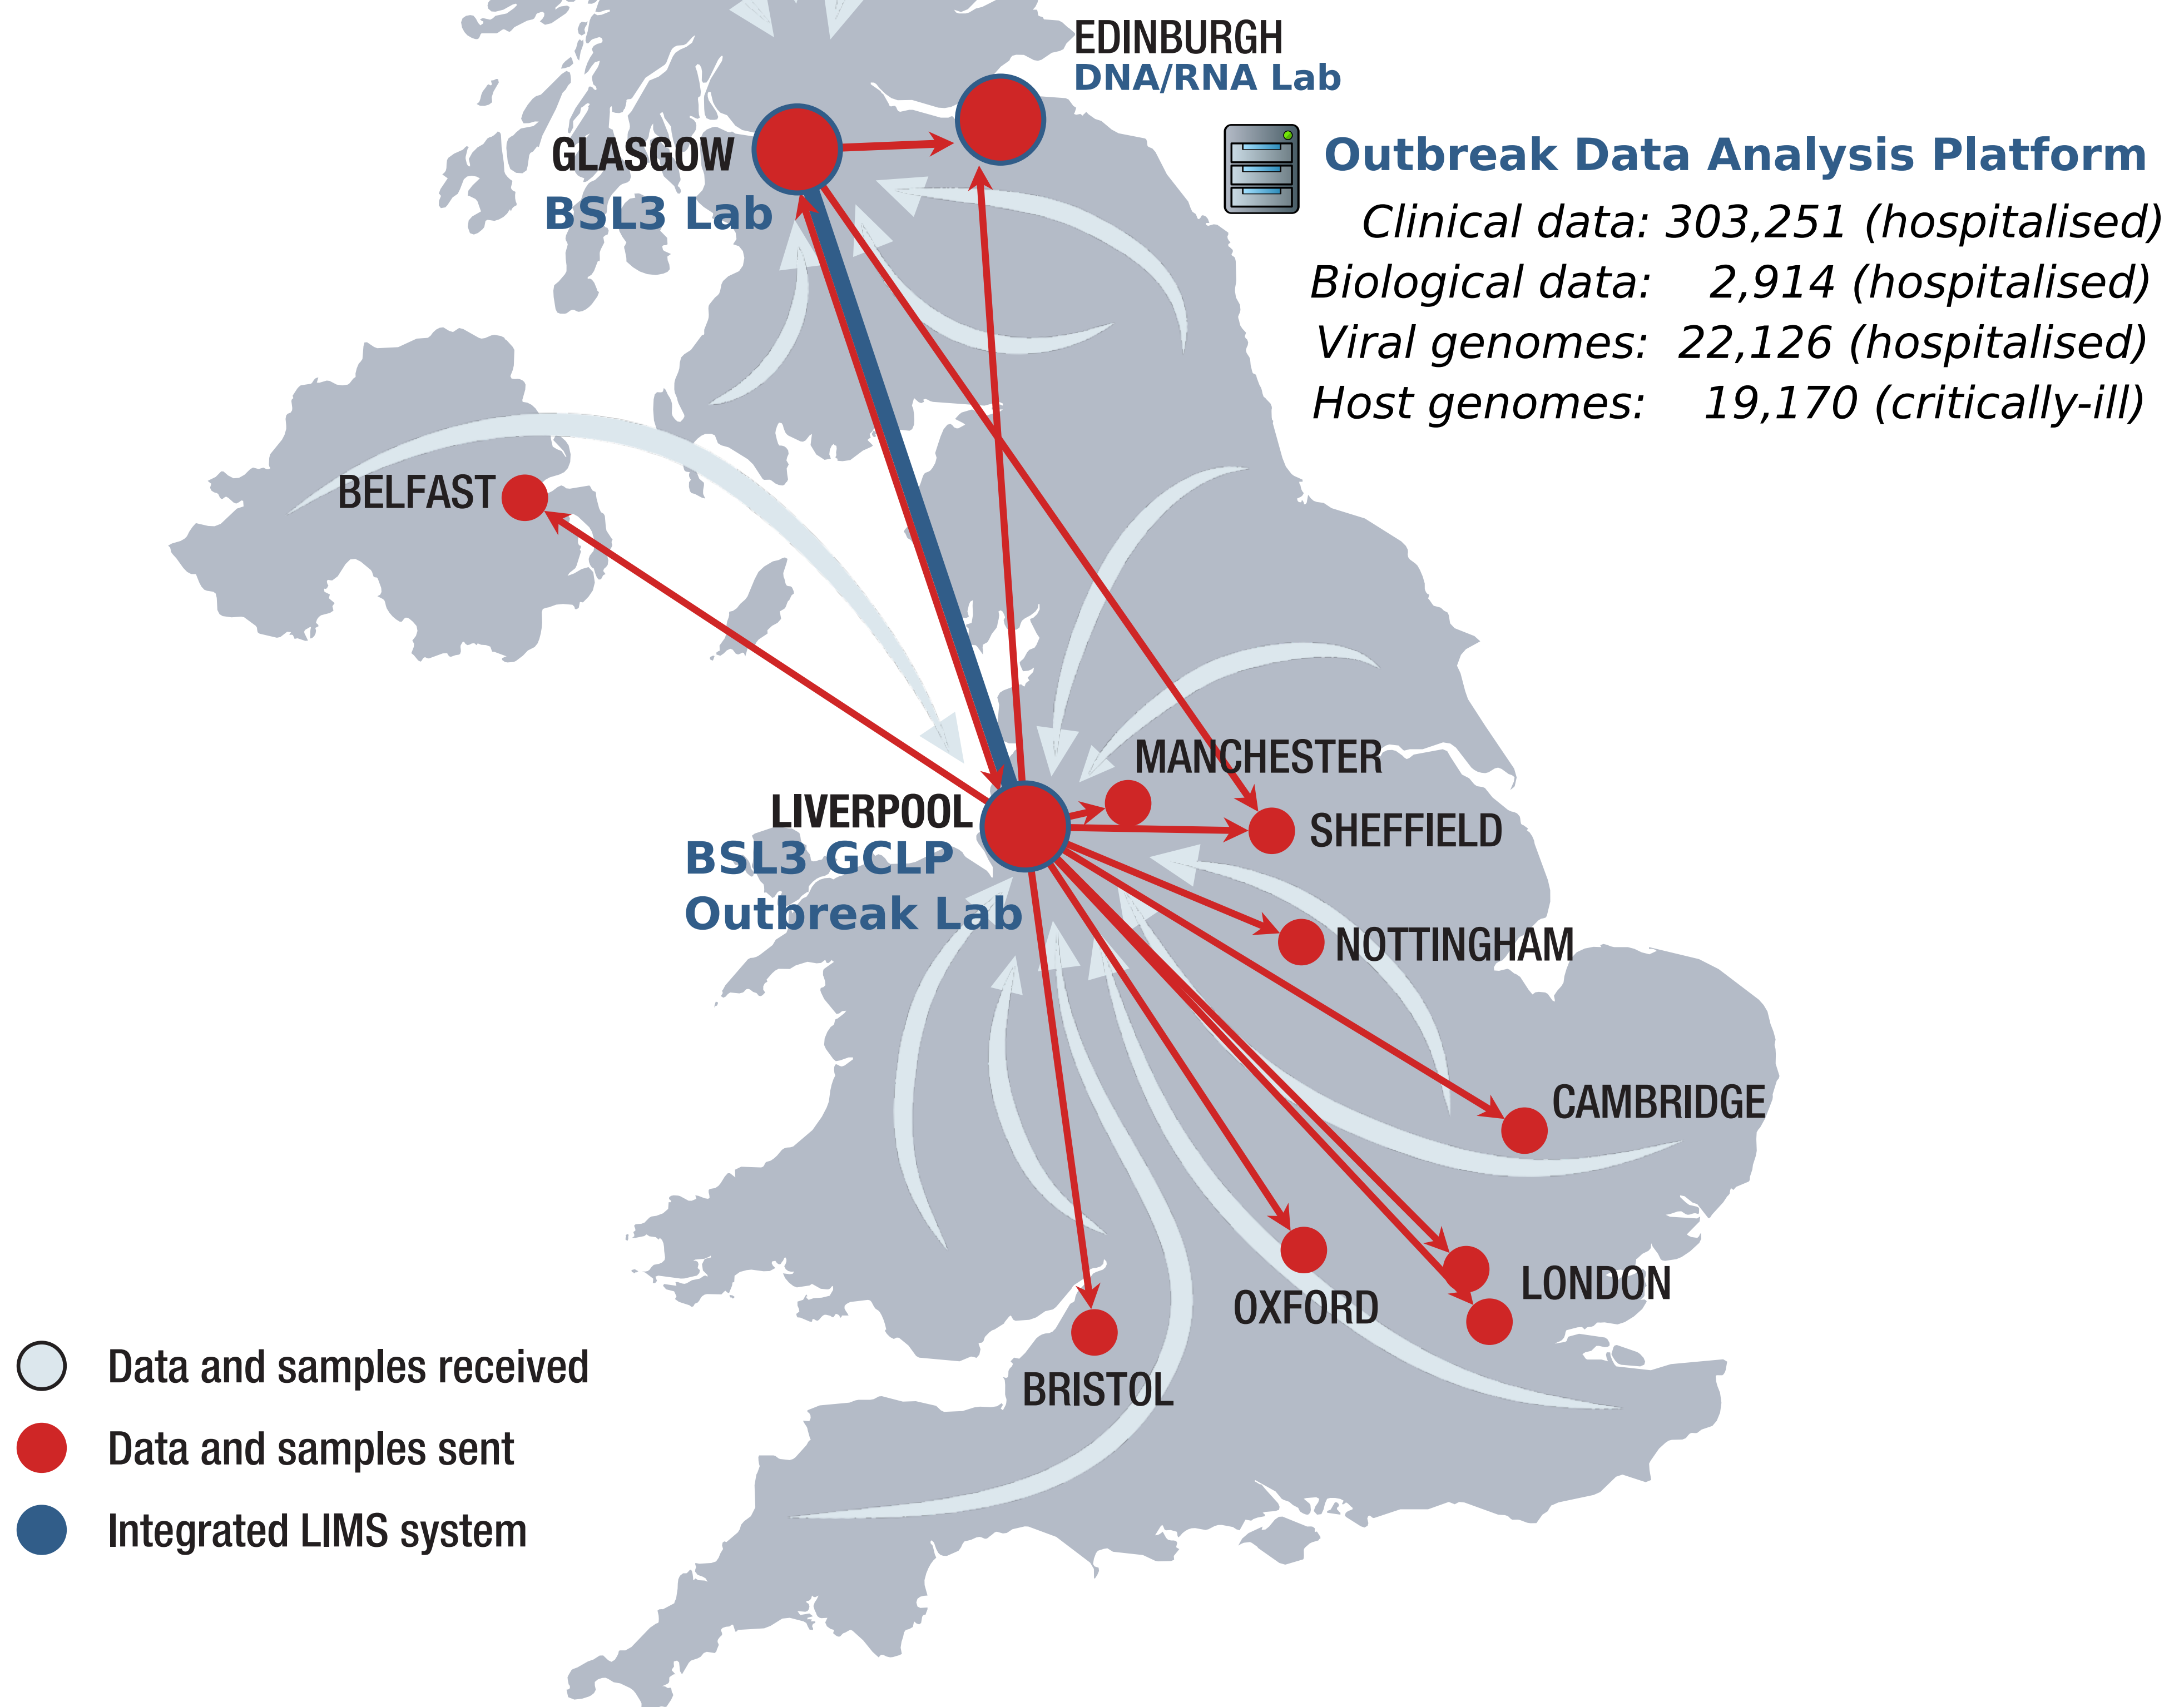 EDINBURGH
DNA/RNA Lab
GLASGOW
BSL3 Lab
Outbreak Data Analysis Platform
Clinical data: 303,251 (hospitalised)
Biological data: 2,914 (hospitalised)
Viral genomes: 22,126 (hospitalised)
Host genomes: 19,170 (critically-ill)
BELFAST
MANCHESTER
LIVERPOOL
BSL3 GCLP
Outbreak Lab
SHEFFIELD
NOTTINGHAM
CAMBRIDGE
LONDON
OXFORD
BRISTOL
Data and samples received
Data and samples sent
Integrated LIMS system